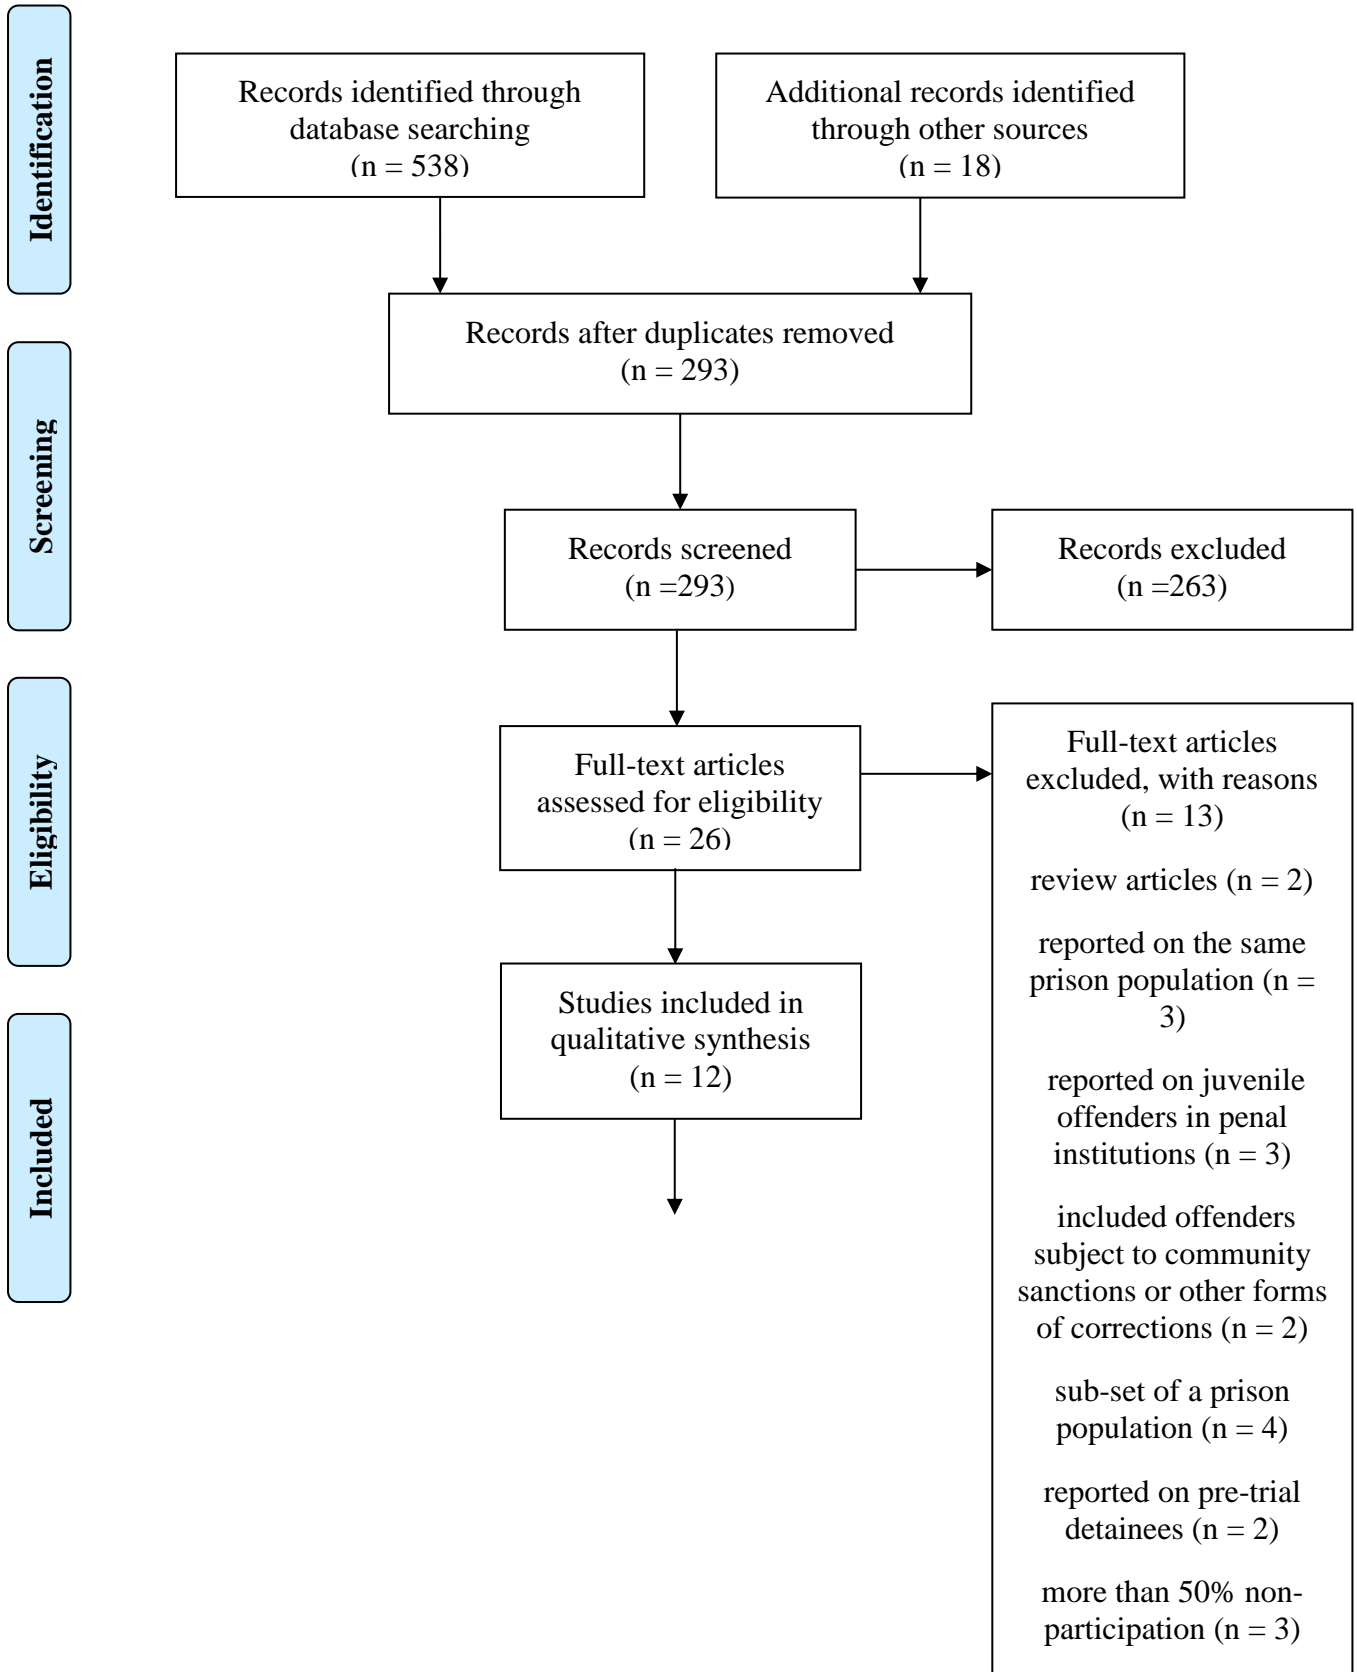 Identification
Records identified through
database searching
(n = 538)
Additional records identified
through other sources
(n = 18)
Records after duplicates removed
(n = 293)
Screening
Records screened
(n =293)
Records excluded
(n =263)
Eligibility
Full-text articles
assessed for eligibility
(n = 26)
Full-text articles
excluded, with reasons
(n = 13)
review articles (n = 2)
reported on the same
prison population (n =
3)
reported on juvenile
offenders in penal
institutions (n = 3)
included offenders
subject to community
sanctions or other forms
of corrections (n = 2)
sub-set of a prison
population (n = 4)
reported on pre-trial
detainees (n = 2)
more than 50% non-
participation (n = 3)
Included
Studies included in
qualitative synthesis
(n = 12)